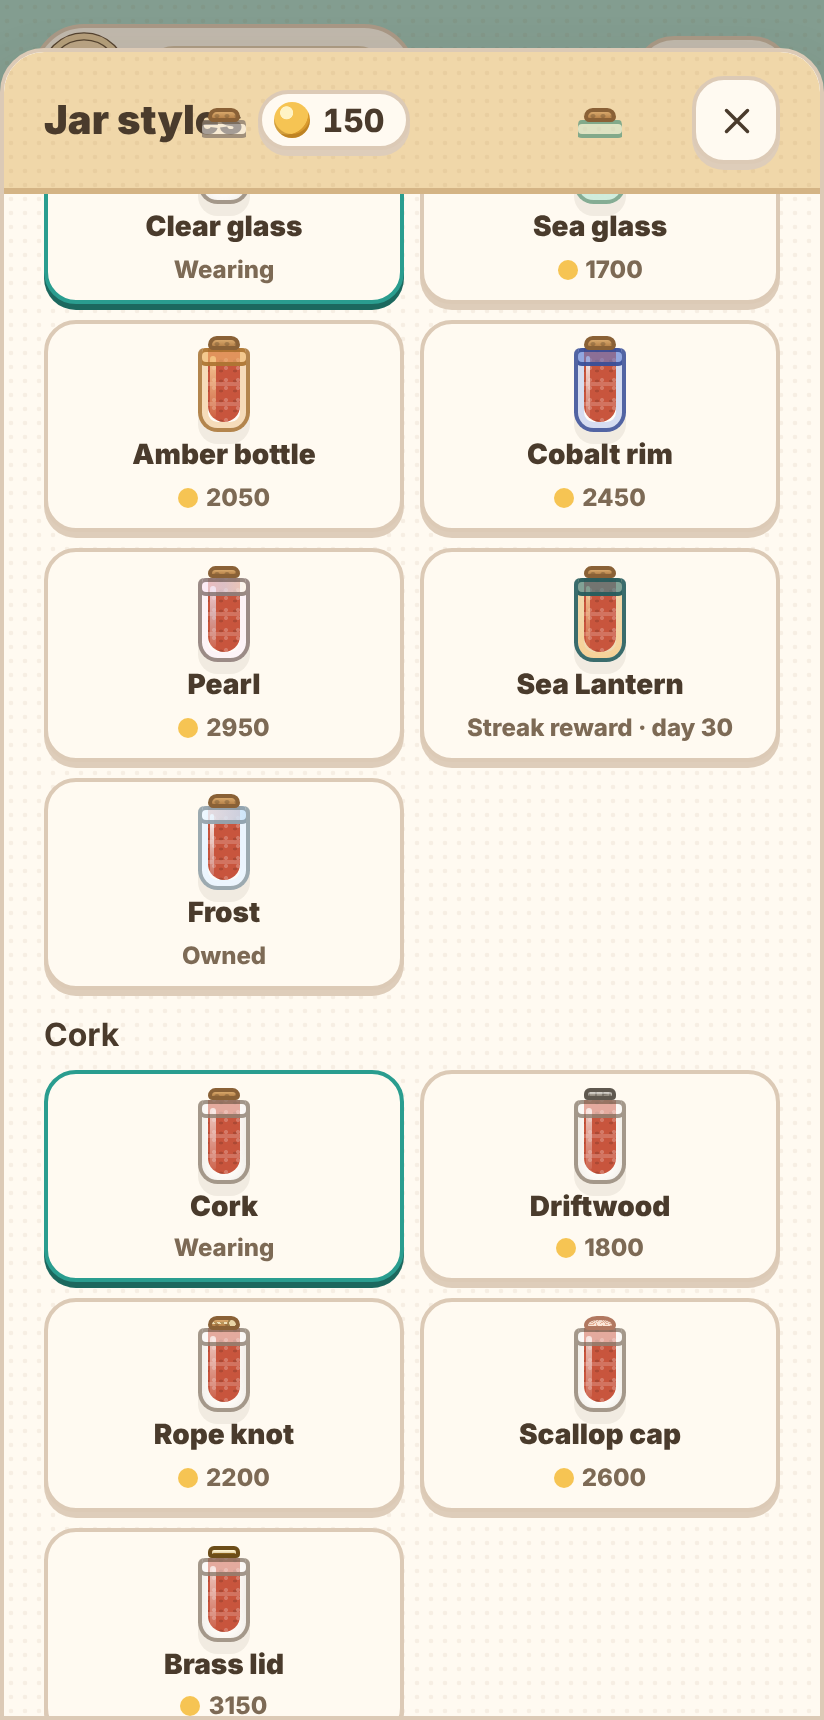 Jar styles
150
Clear glass
Wearing
Sea glass
1700
Amber bottle
2050
Cobalt rim
2450
Pearl
2950
Sea Lantern
Streak reward · day 30
Frost
Owned
Cork
Cork
Wearing
Driftwood
1800
Rope knot
2200
Scallop cap
2600
Brass lid
3150